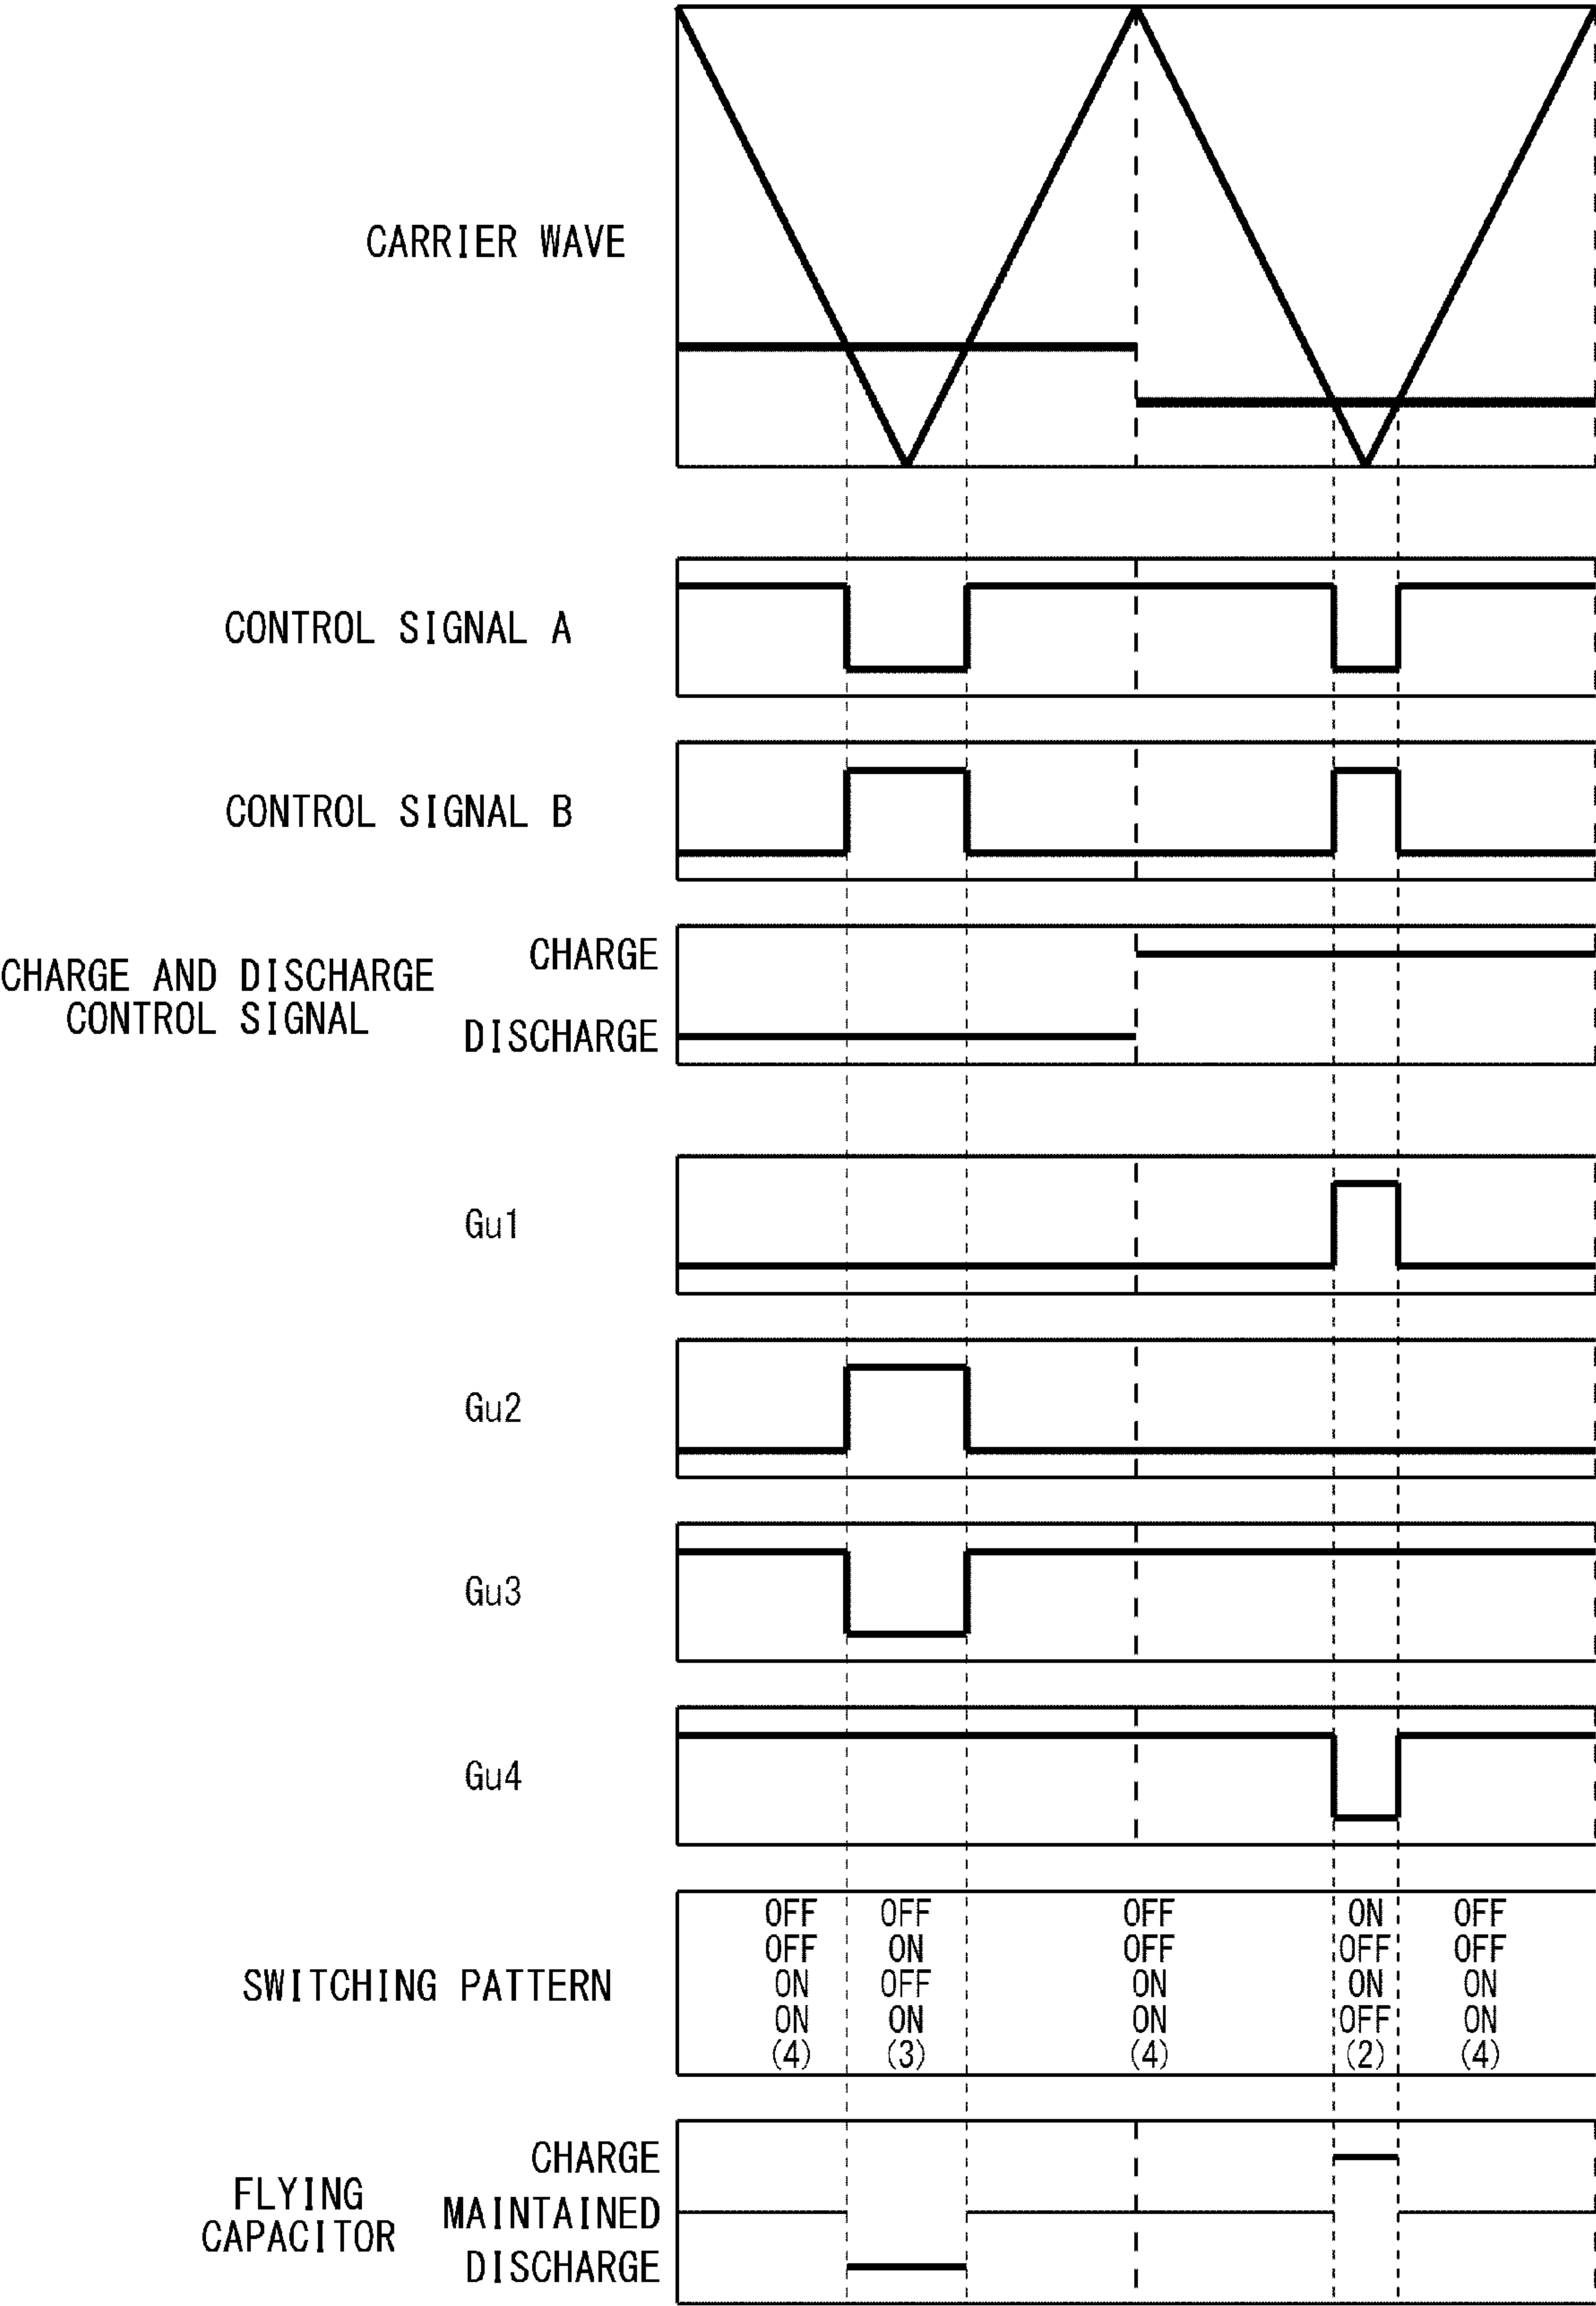 CARRIER WAVE
CONTROL SIGNAL A
CONTROL SIGNAL B
CHARGE AND DISCHARGE
CONTROL SIGNAL
CHARGE
DISCHARGE
Gu1
Gu2
Gu3
Gu4
SWITCHING PATTERN
OFF OFF OFF ON OFF
OFF ON OFF OFF OFF
ON OFF ON ON ON
ON ON ON OFF ON
(4) (3) (4) (2) (4)
FLYING
CAPACITOR
CHARGE
MAINTAINED
DISCHARGE